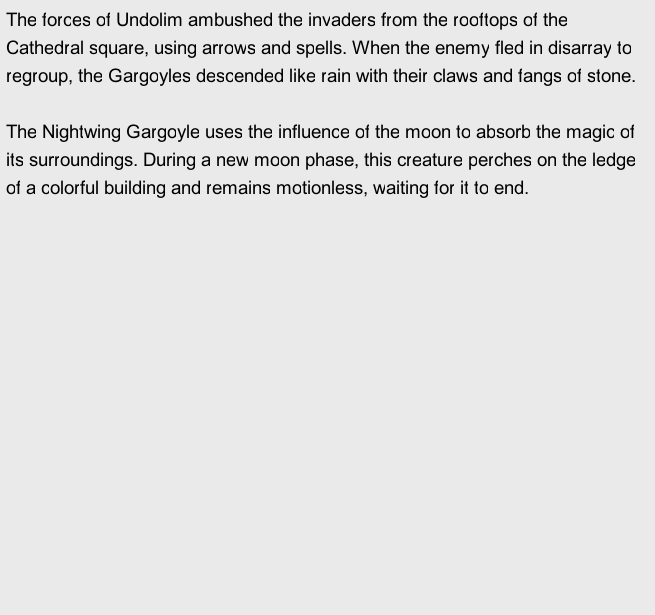 The forces of Undolim ambushed the invaders from the rooftops of the
Cathedral square, using arrows and spells. When the enemy fled in disarray to
regroup, the Gargoyles descended like rain with their claws and fangs of stone.
The Nightwing Gargoyle uses the influence of the moon to absorb the magic of
its surroundings. During a new moon phase, this creature perches on the ledge
of a colorful building and remains motionless, waiting for it to end.